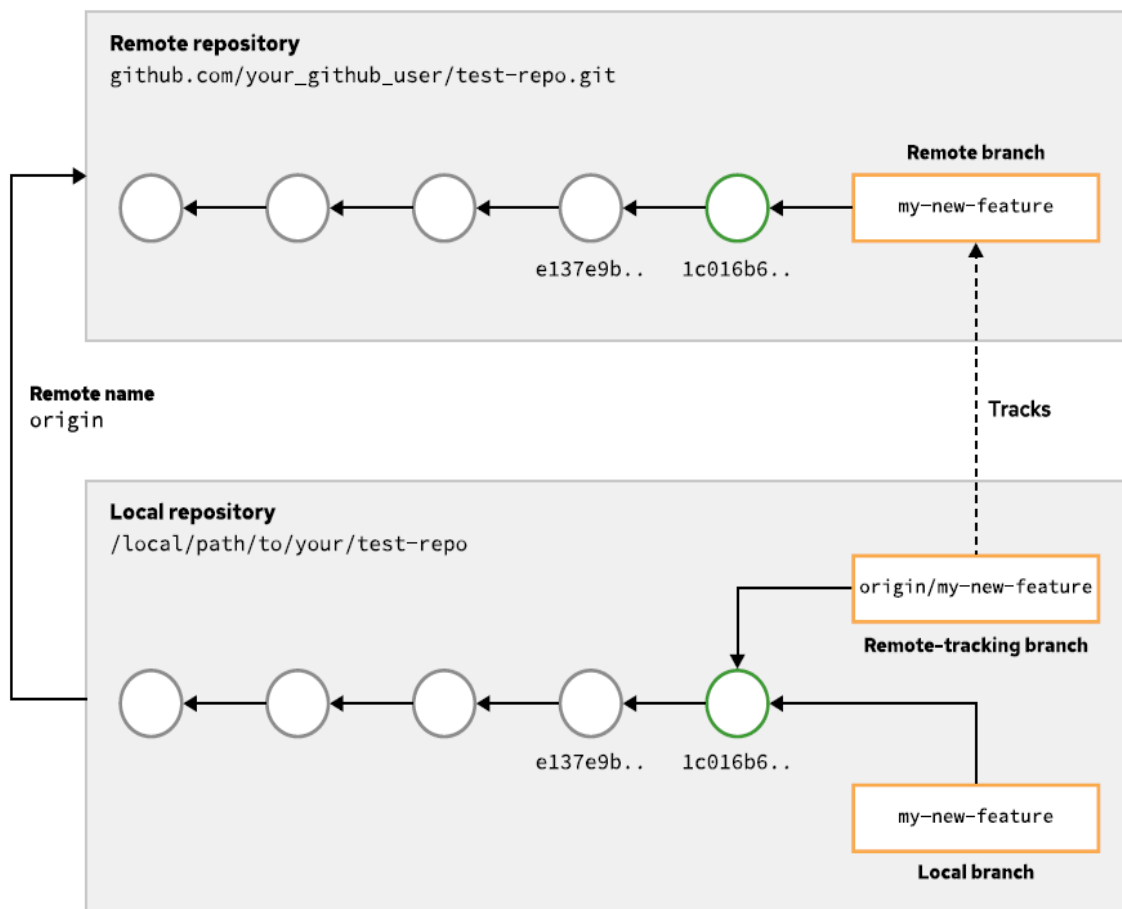 Remote repository
github.com/your_github_user/test-repo.git
Remote branch
my-new-feature
e137e9b..
1c016b6..
Remote name
origin
Tracks
Local repository
/local/path/to/your/test-repo
origin/my-new-feature
Remote-tracking branch
e137e9b..
1c016b6..
my-new-feature
Local branch